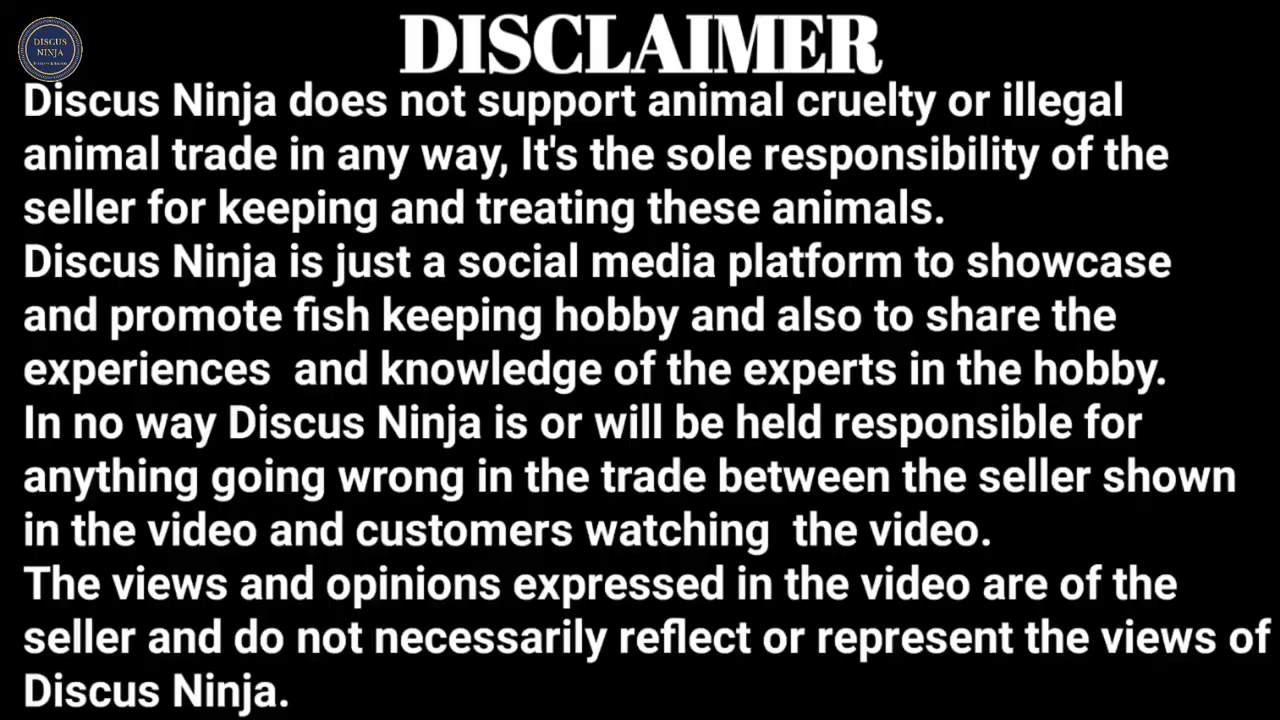 DISCUS
NINJA
DISCLAIMER
Discus Ninja does not support animal cruelty or illegal
animal trade in any way, It's the sole responsibility of the
seller for keeping and treating these animals.
Discus Ninja is just a social media platform to showcase
and promote fish keeping hobby and also to share the
experiences  and knowledge of the experts in the hobby.
In no way Discus Ninja is or will be held responsible for
anything going wrong in the trade between the seller shown
in the video and customers watching  the video.
The views and opinions expressed in the video are of the
seller and do not necessarily reflect or represent the views of
Discus Ninja.